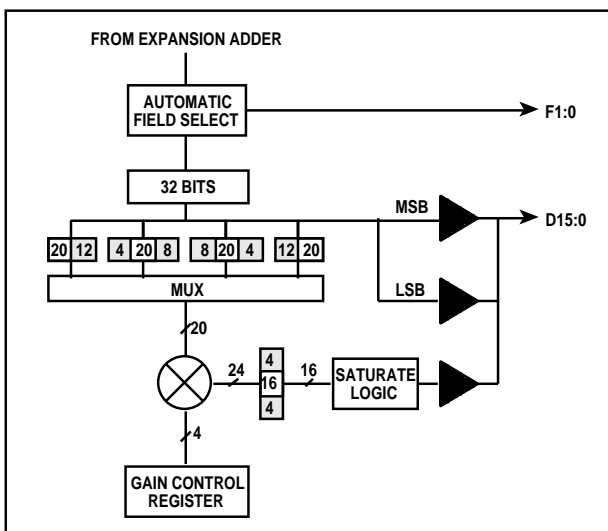 FROM EXPANSION ADDER
AUTOMATIC
FIELD SELECT
F1:0
32 BITS
MSB
D15:0
20 12 4 20 8 8 20 4 12 20
MUX
LSB
20
24
4
16
4
16
SATURATE
LOGIC
4
GAIN CONTROL
REGISTER